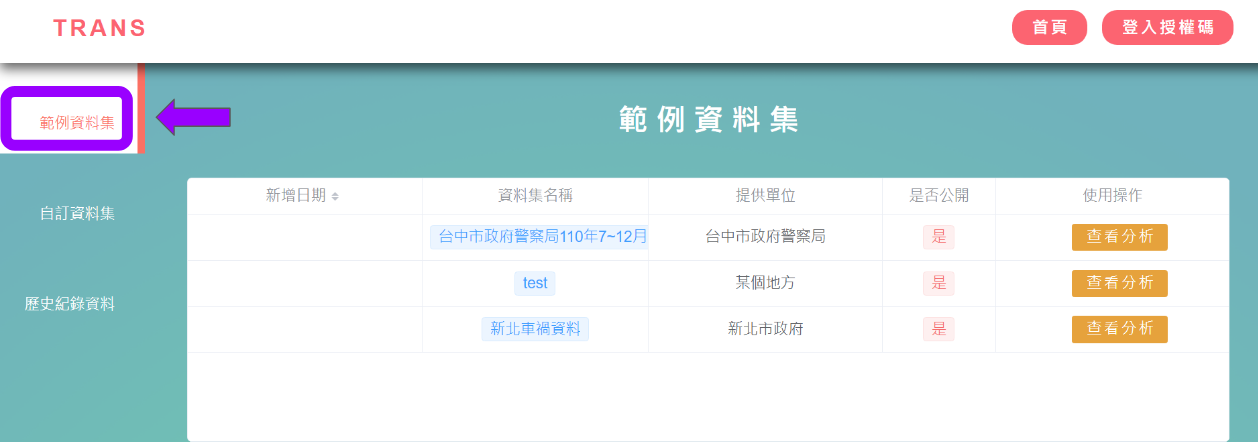 TRANS
首頁
登入授權碼
範例資料集
自訂資料集
歷史紀錄資料
範例資料集
新增日期 資料集名稱 提供單位 是否公開 使用操作
台中市政府警察局110年7~12月 台中市政府警察局 是 查看分析
test 某個地方 是 查看分析
新北車禍資料 新北市政府 是 查看分析